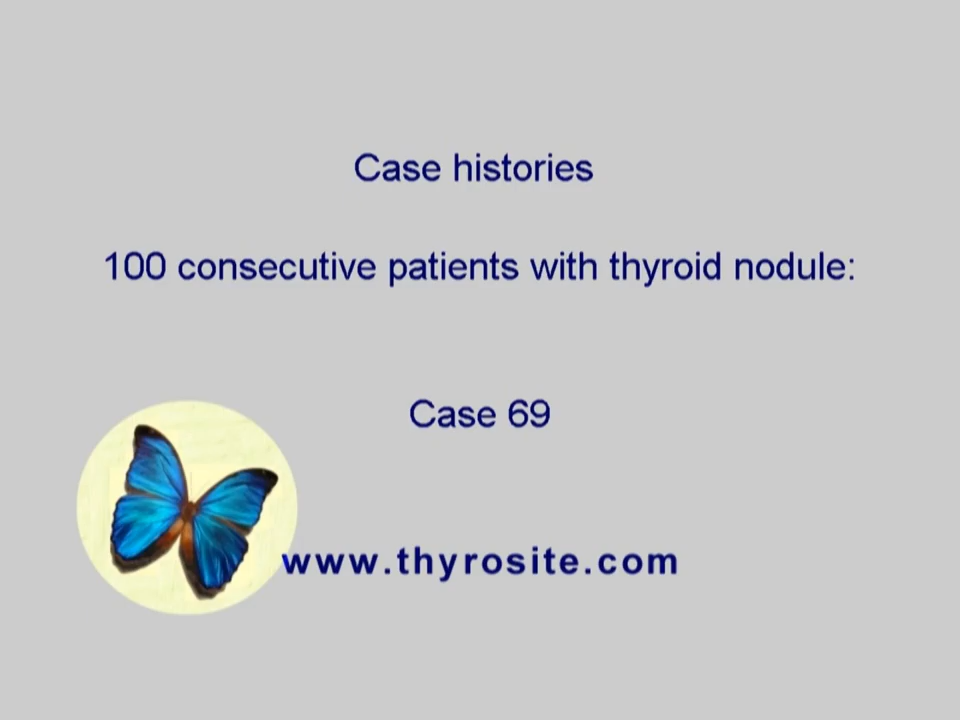 Case histories
100 consecutive patients with thyroid nodule:
Case 69
www.thyrosite.com